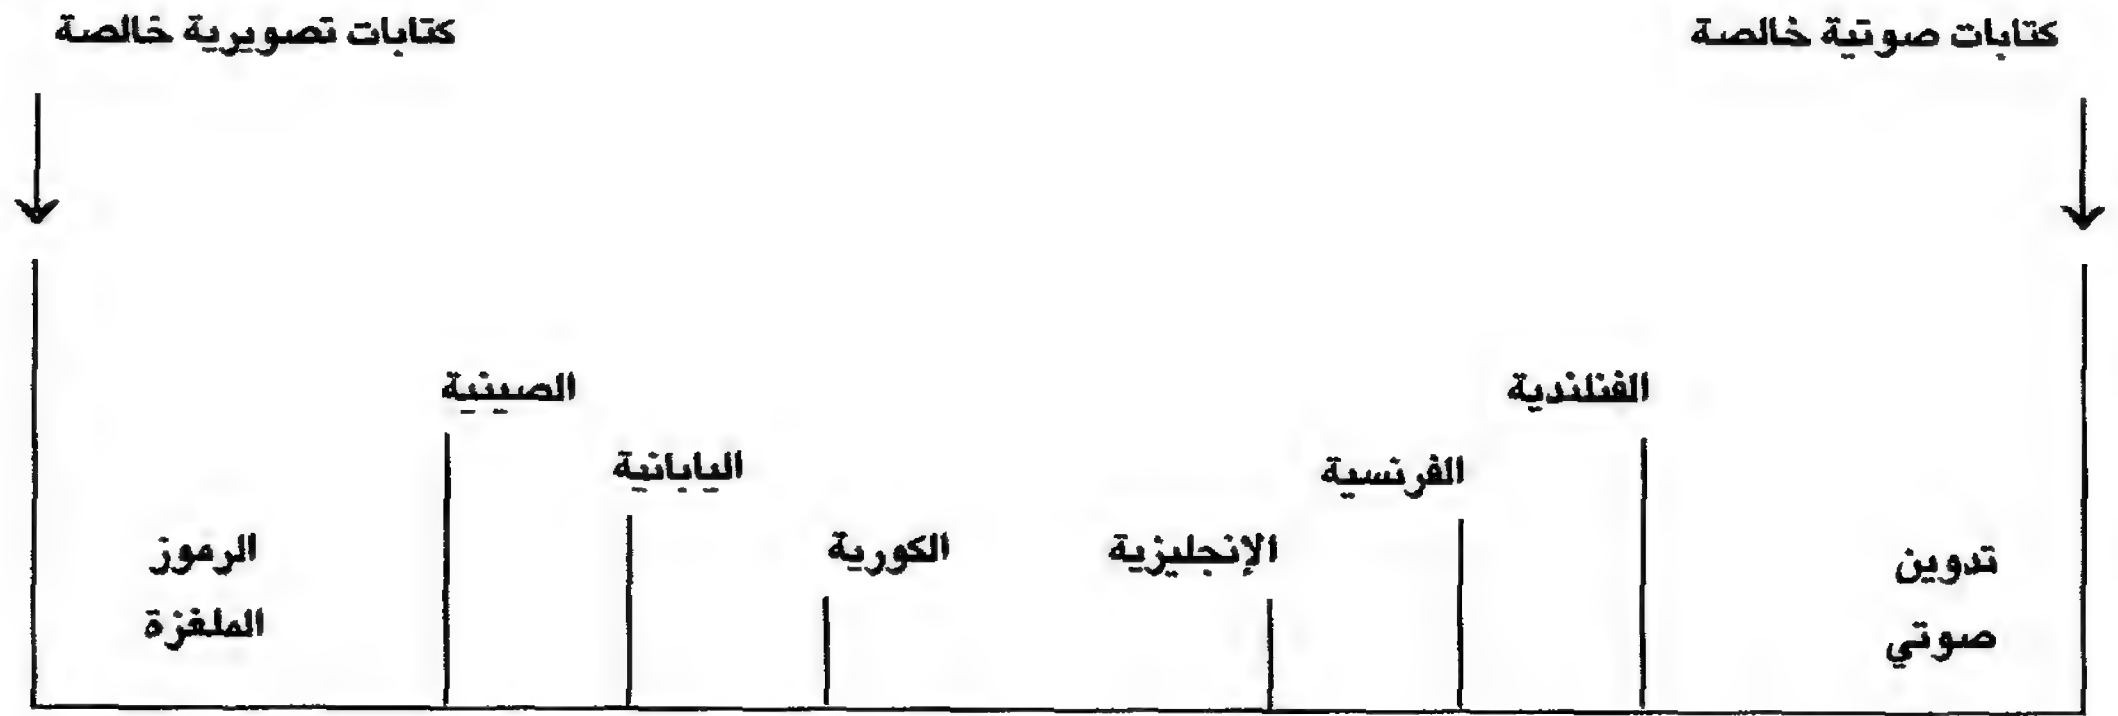 كتابات صوتية خالصة
كتابات تصويرية خالصة
الفنلندية
الصينية
الفرنسية
اليابانية
تدوين
صوتي
الإنجليزية
الكورية
الرموز
الملغزة